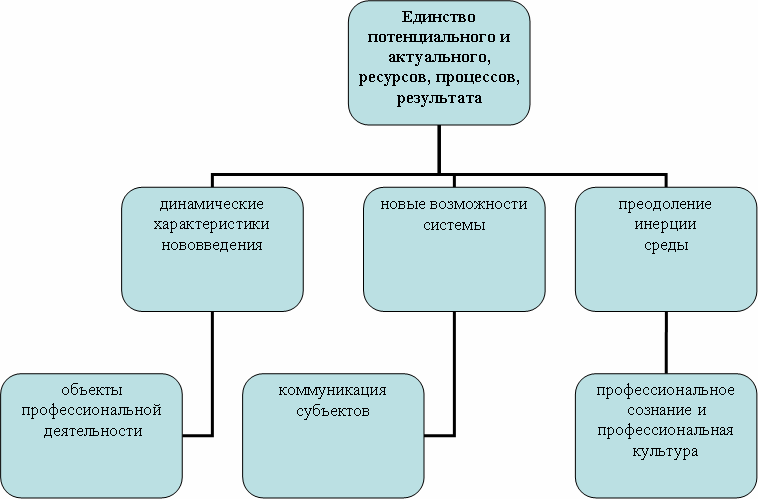 Единство
потенциального и
актуального,
ресурсов, процессов,
результата
динамические
характеристики
нововведения
новые возможности
системы
преодоление
инерции
среды
объекты
профессиональной
деятельности
коммуникация
субъектов
профессиональное
сознание и
профессиональная
культура